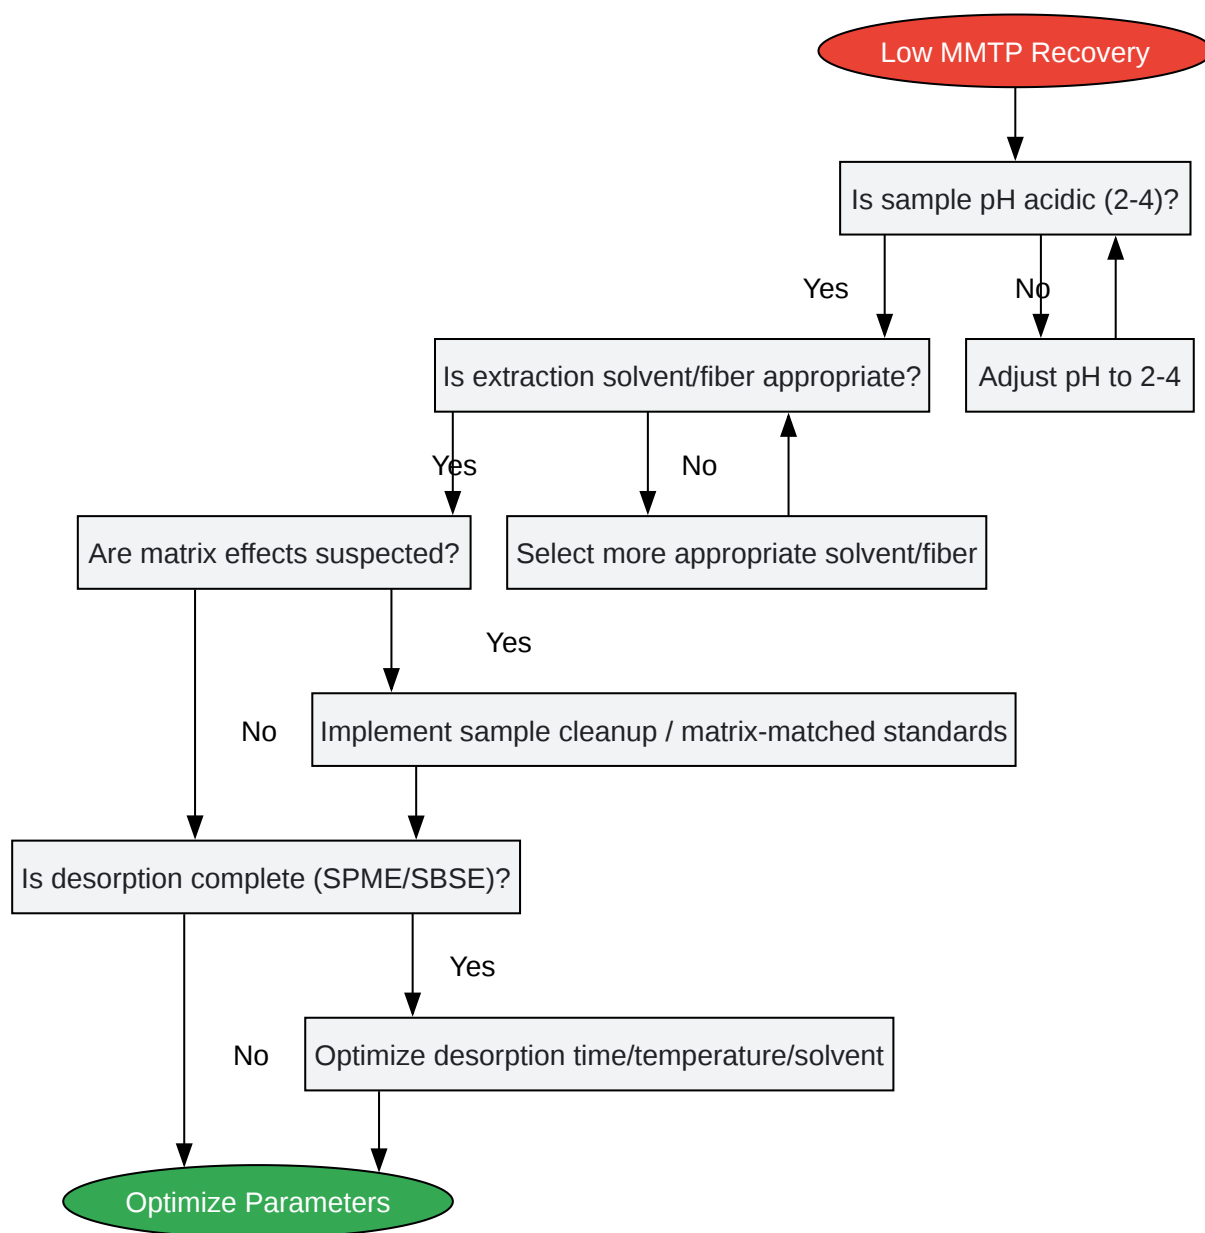 Low MMTP Recovery
Is sample pH acidic (2-4)?
Yes
No
Is extraction solvent/fiber appropriate?
Adjust pH to 2-4
Yes
No
Are matrix effects suspected?
Select more appropriate solvent/fiber
Yes
No
Implement sample cleanup / matrix-matched standards
Is desorption complete (SPME/SBSE)?
Yes
No
Optimize desorption time/temperature/solvent
Optimize Parameters